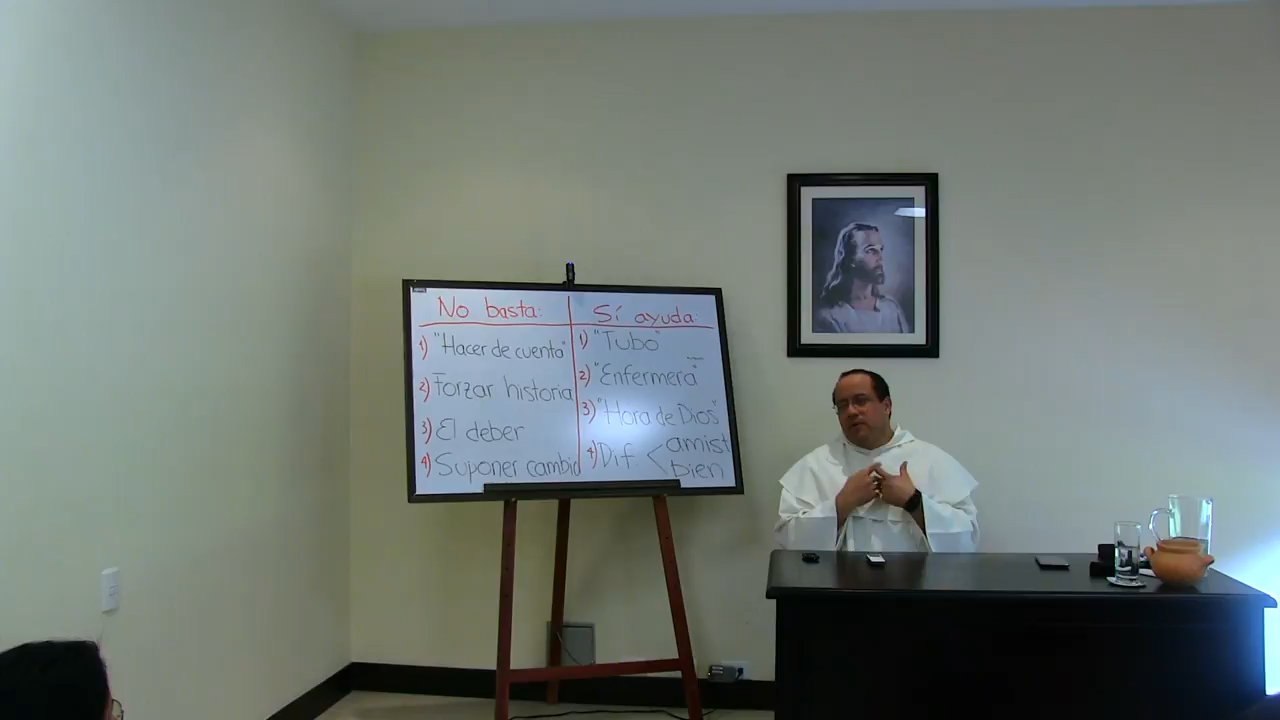 No basta:
1) "Hacer de cuenta"
2) Forzar historia
3) El deber
4) Suponer cambio
Sí ayuda:
1) "Tubo"
2) "Enfermera"
3) "Hora de Dios"
4) Dif. < amist
bien